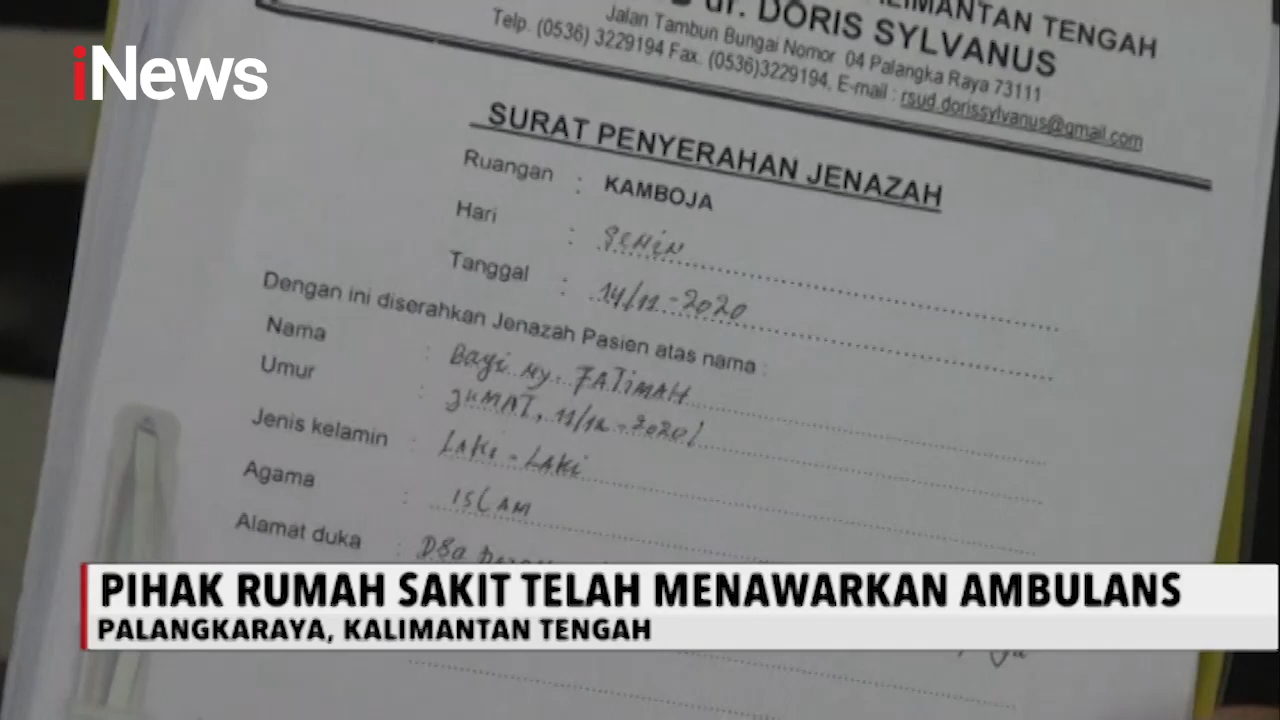 iNews
KALIMANTAN TENGAH
dr. DORIS SYLVANUS
Jalan Tambun Bungai Nomor 04 Palangka Raya 73111
Telp. (0536) 3229194 Fax. (0536)3229194, E-mail : rsud.dorissylvanus@gmail.com
SURAT PENYERAHAN JENAZAH
Ruangan : KAMBOJA
Hari : SENIN
Tanggal : 14/12-2020
Dengan ini diserahkan Jenazah Pasien atas nama :
Nama : Bayi Ny. FATIMAH
Umur : JUMAT, 11/12-2020
Jenis kelamin : LAKI-LAKI
Agama : ISLAM
Alamat duka :
PIHAK RUMAH SAKIT TELAH MENAWARKAN AMBULANS
PALANGKARAYA, KALIMANTAN TENGAH